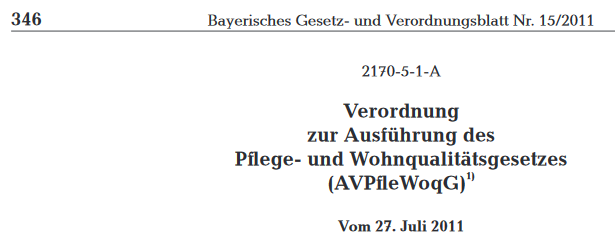 346 Bayerisches Gesetz- und Verordnungsblatt Nr. 15/2011
2170-5-1-A
Verordnung
zur Ausführung des
Pflege- und Wohnqualitätsgesetzes
(AVPfleWoqG)¹⁾
Vom 27. Juli 2011